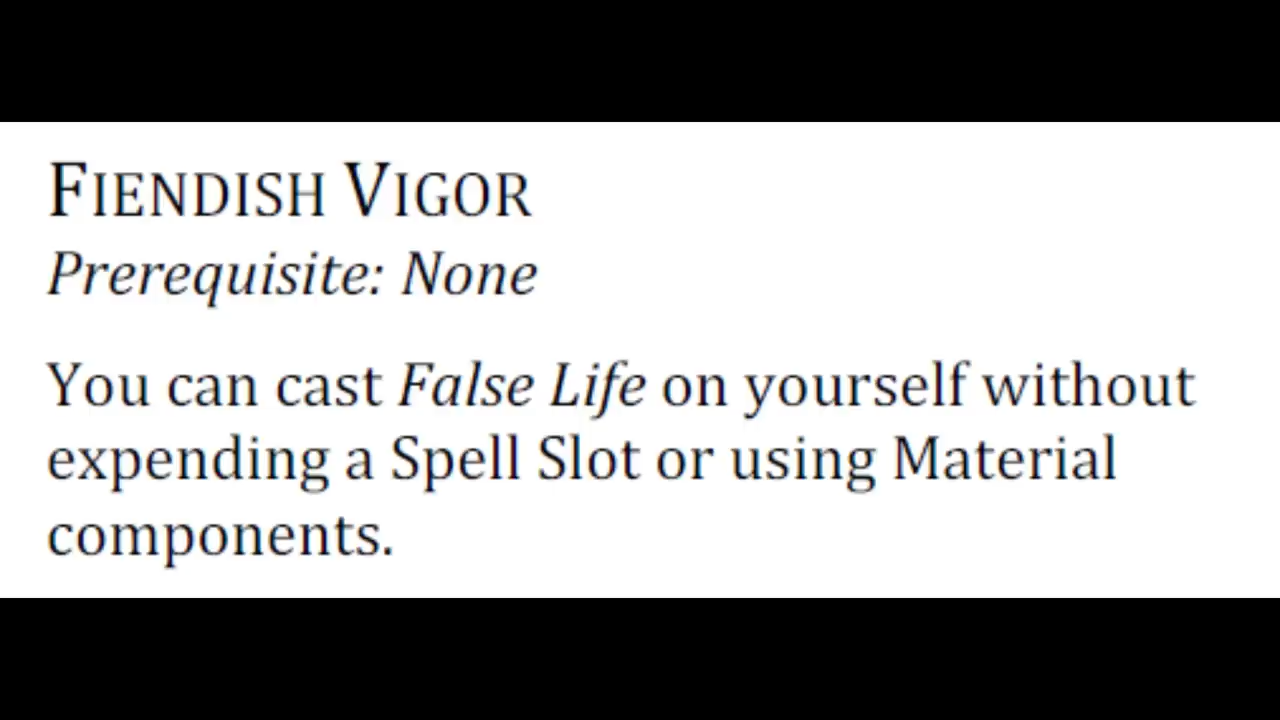 FIENDISH VIGOR
Prerequisite: None
You can cast False Life on yourself without
expending a Spell Slot or using Material
components.